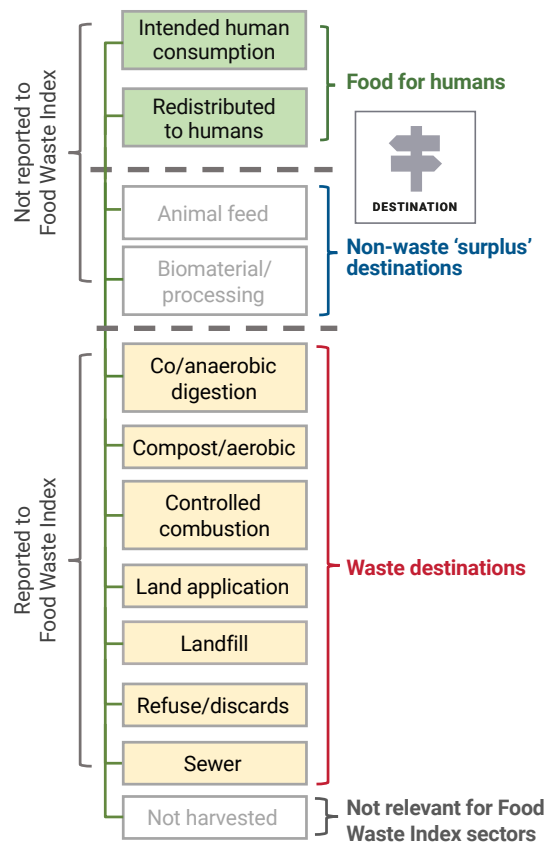 Not reported to
Food Waste Index
Intended human
consumption
Redistributed
to humans
Food for humans
DESTINATION
Animal feed
Biomaterial/
processing
Non-waste ‘surplus’
destinations
Reported to
Food Waste Index
Co/anaerobic
digestion
Compost/aerobic
Controlled
combustion
Land application
Landfill
Refuse/discards
Sewer
Waste destinations
Not harvested
Not relevant for Food
Waste Index sectors